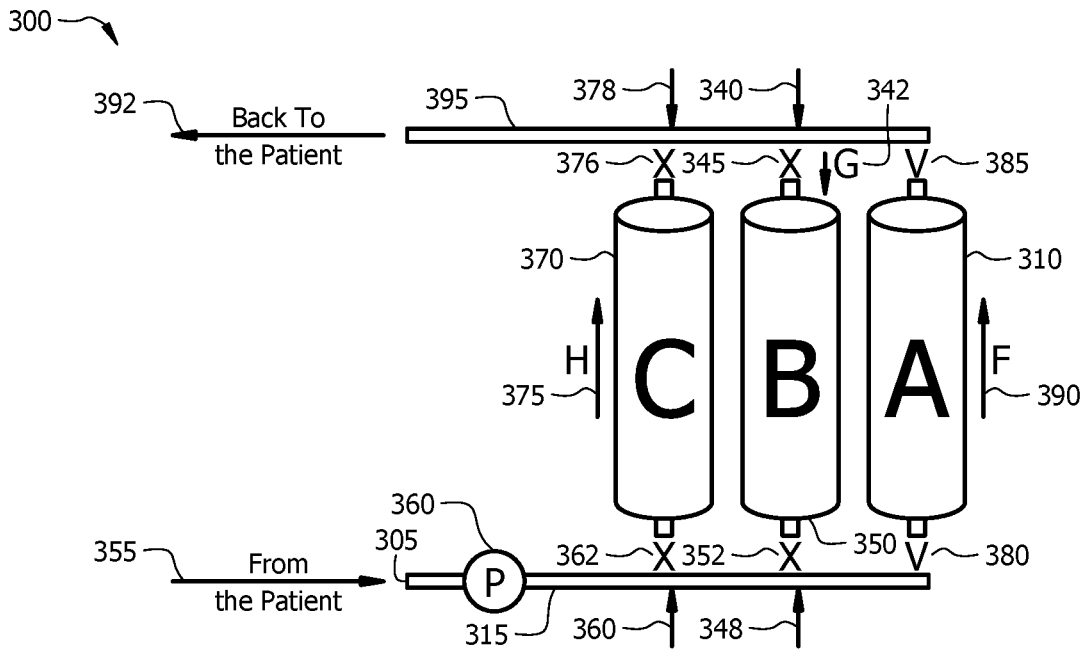 300
392
Back To
the Patient
395
378
340
342
376
X
345
X
G
V
385
370
310
H
C
B
A
F
375
390
360
355
From
the Patient
305
P
315
362
X
352
X
350
V
380
360
348